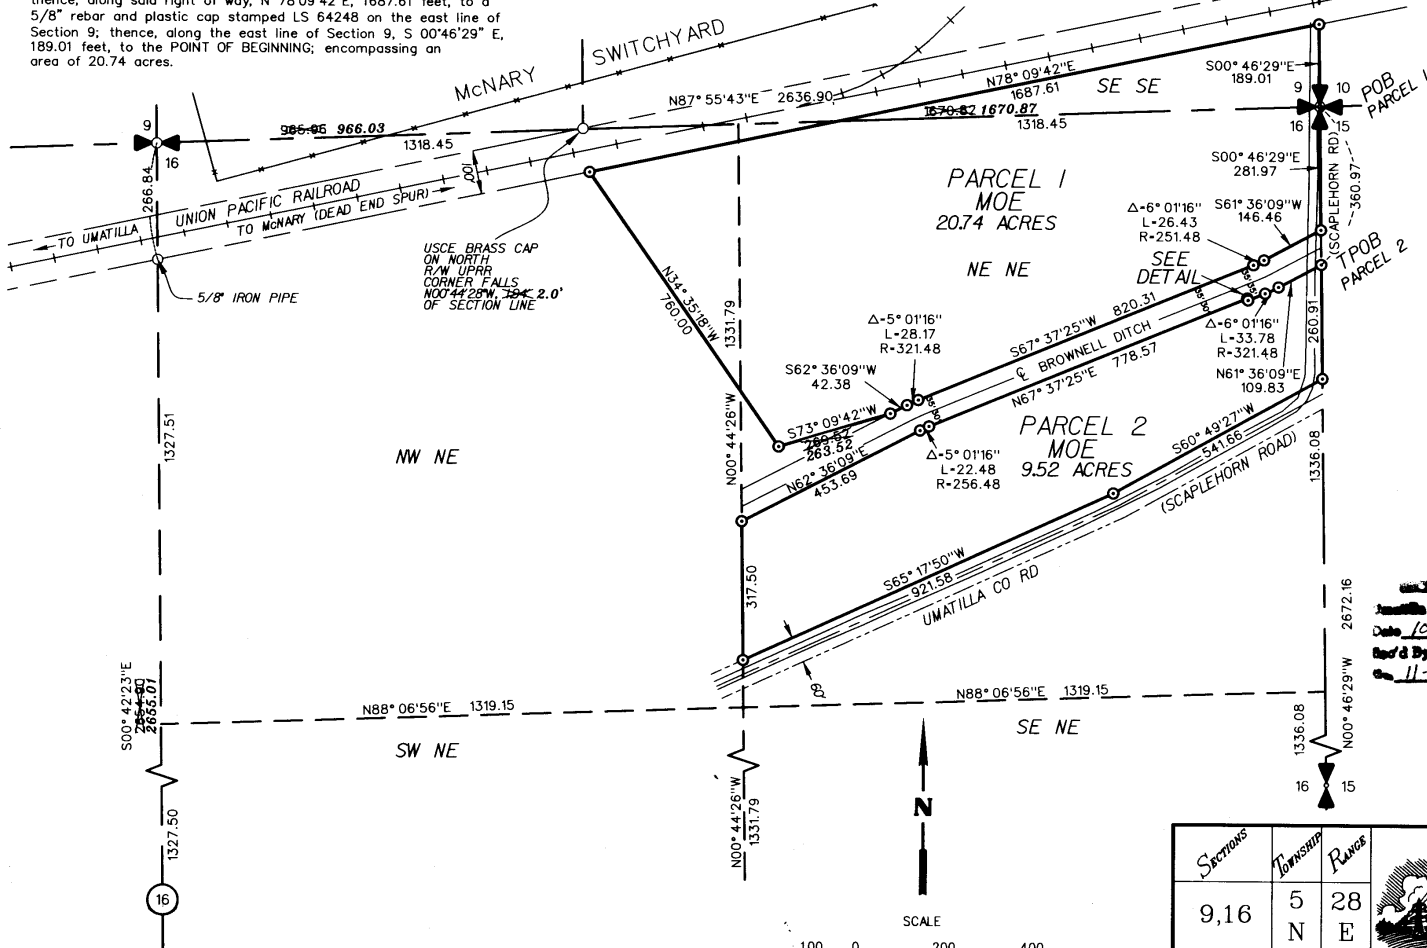 thence, along said right of way, N 78°09'42"E, 1687.61 feet, to a
5/8" rebar and plastic cap stamped LS 64248 on the east line of
Section 9; thence, along the east line of Section 9, S 00°46'29" E,
189.01 feet, to the POINT OF BEGINNING; encompassing an
area of 20.74 acres.
McNARY SWITCHYARD
N87° 55'43"E 2636.90
N78° 09'42"E
1687.61
SE SE
S00° 46'29"E
189.01
POB
PARCEL 1
9
16
965.96 966.03
1318.45
1670.82 1670.87
1318.45
9 10
16 15
266.84
100'
UNION PACIFIC RAILROAD
TO UMATILLA
TO McNARY (DEAD END SPUR)
5/8" IRON PIPE
USCE BRASS CAP
ON NORTH
R/W UPRR
CORNER FALLS
N00°44'28"W, 2.0'
OF SECTION LINE
N34° 35'18"W
760.00
1331.79
N00° 44'26"W
PARCEL 1
MOE
20.74 ACRES
NE NE
S00° 46'29"E
281.97
(SCAPLEHORN RD)
360.97
S61° 36'09"W
146.46
Δ=6° 01'16"
L=26.43
R=251.48
SEE
DETAIL
TPOB
PARCEL 2
35'35'
35'30'
Δ=6° 01'16"
L=33.78
R=321.48
N61° 36'09"E
109.83
260.91
Δ=5° 01'16"
L=28.17
R=321.48
S62° 36'09"W
42.38
S67° 37'25"W 820.31
℄ BROWNELL DITCH
N67° 37'25"E 778.57
S73° 09'42"W
263.52
35'30'
N62° 36'09"E
453.69
Δ=5° 01'16"
L=22.48
R=256.48
PARCEL 2
MOE
9.52 ACRES
S60° 49'27"W
541.66
(SCAPLEHORN ROAD)
1336.08
1327.51
NW NE
317.50
S65° 17'50"W
921.58
UMATILLA CO RD
60'
2672.16
N00° 46'29"W
Date
Rec'd By
S00° 42'23"E
2655.01
N88° 06'56"E 1319.15
N88° 06'56"E 1319.15
SW NE
SE NE
1336.08
16 15
N00° 44'26"W
1331.79
1327.50
16
N
SCALE
100 0 200 400
SECTIONS TOWNSHIP RANGE
9,16
5
N
28
E